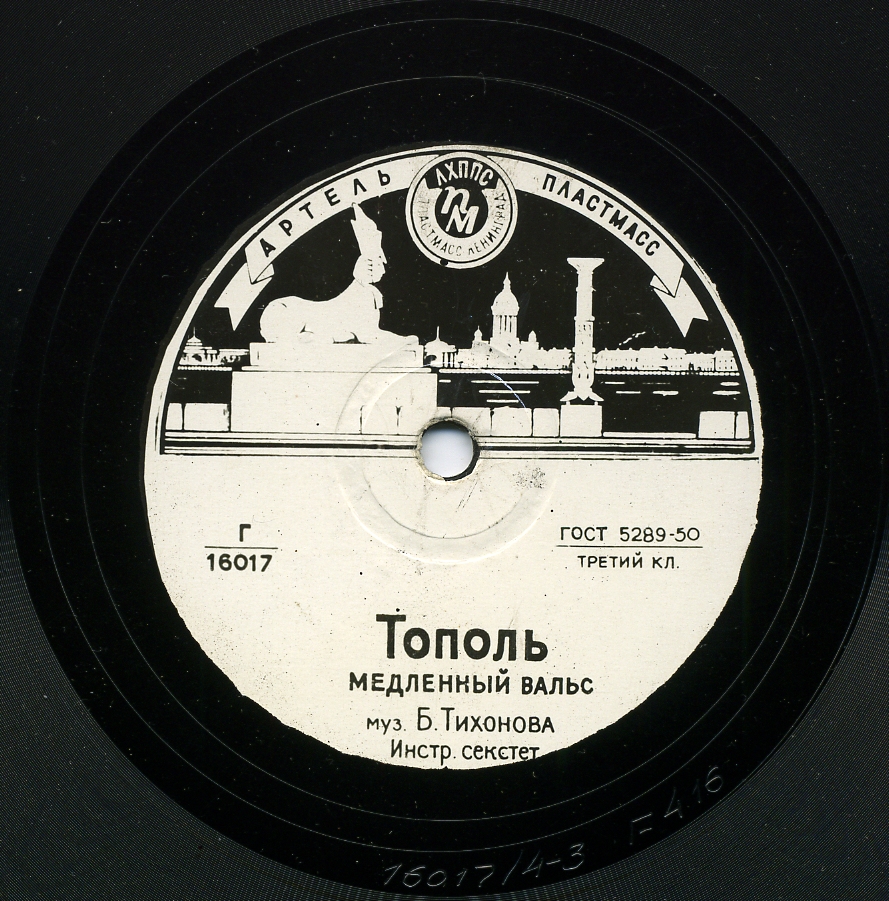 АРТЕЛЬ
ЛХППС
ПМ
ПЛАСТМАСС ЛЕНИНГРАД
ПЛАСТМАСС
Г
16017
ГОСТ 5289-50
ТРЕТИЙ КЛ.
Тополь
МЕДЛЕННЫЙ ВАЛЬС
муз. Б. Тихонова
Инстр. секстет
16017/4-3 F416